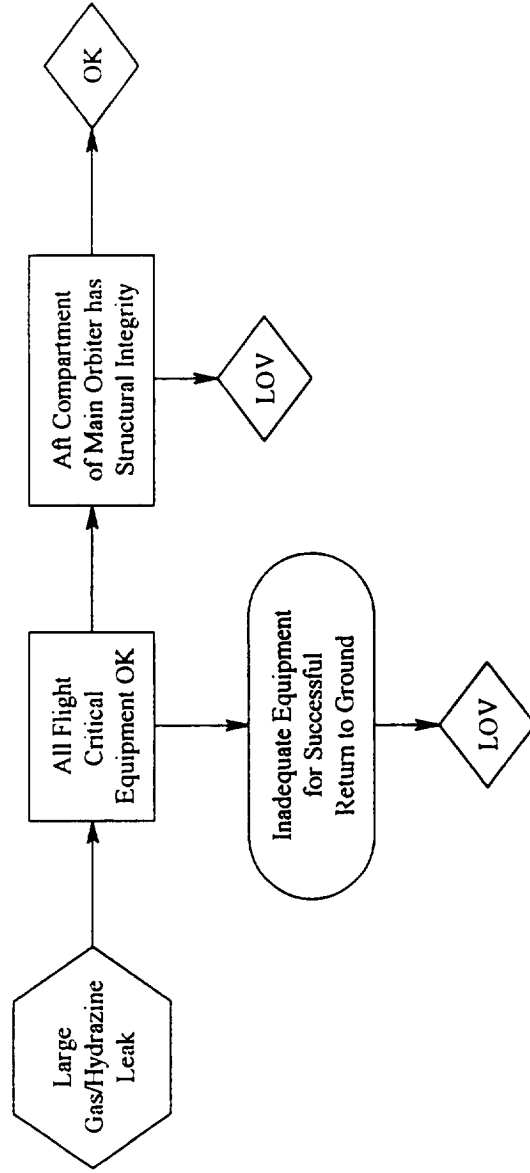 Large
Gas/Hydrazine
Leak
All Flight
Critical
Equipment OK
Aft Compartment
of Main Orbiter has
Structural Integrity
OK
Inadequate Equipment
for Successful
Return to Ground
LOV
LOV